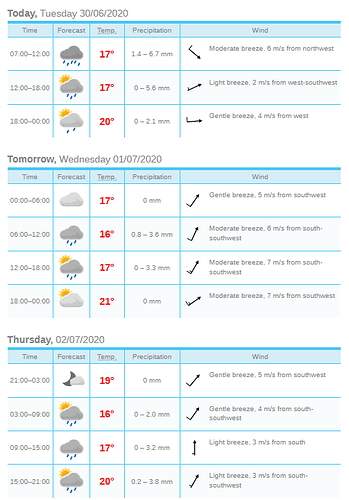 Today, Tuesday 30/06/2020
Time Forecast Temp. Precipitation Wind
07:00–12:00 17° 1.4 – 6.7 mm Moderate breeze, 6 m/s from northwest
12:00–18:00 17° 0 – 5.6 mm Light breeze, 2 m/s from west-southwest
18:00–00:00 20° 0 – 2.1 mm Gentle breeze, 4 m/s from west
Tomorrow, Wednesday 01/07/2020
Time Forecast Temp. Precipitation Wind
00:00–06:00 17° 0 mm Gentle breeze, 5 m/s from southwest
06:00–12:00 16° 0.8 – 3.6 mm Moderate breeze, 6 m/s from south-
southwest
12:00–18:00 17° 0 – 3.3 mm Moderate breeze, 7 m/s from south-
southwest
18:00–00:00 21° 0 mm Moderate breeze, 7 m/s from southwest
Thursday, 02/07/2020
Time Forecast Temp. Precipitation Wind
21:00–03:00 19° 0 mm Gentle breeze, 5 m/s from southwest
03:00–09:00 16° 0 – 2.0 mm Gentle breeze, 4 m/s from south-
southwest
09:00–15:00 17° 0 – 3.2 mm Light breeze, 3 m/s from south
15:00–21:00 20° 0.2 – 3.8 mm Light breeze, 3 m/s from south-
southwest